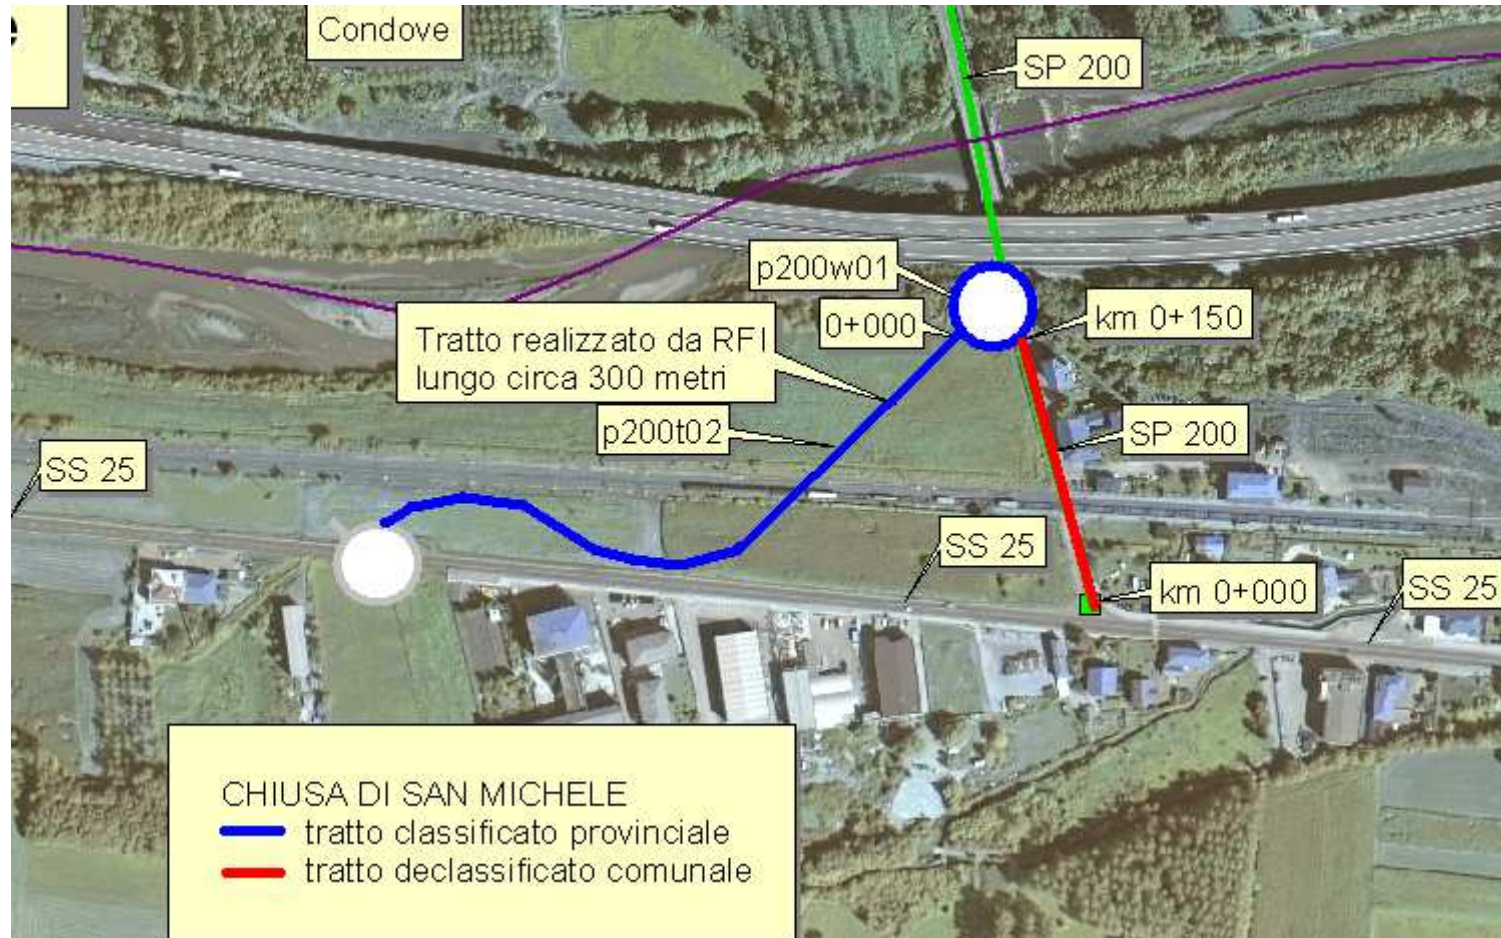 Condove
SP 200
p200w01
0+000
km 0+150
Tratto realizzato da RFI
lungo circa 300 metri
p200t02
SP 200
SS 25
SS 25
km 0+000
SS 25
CHIUSA DI SAN MICHELE
tratto classificato provinciale
tratto declassificato comunale